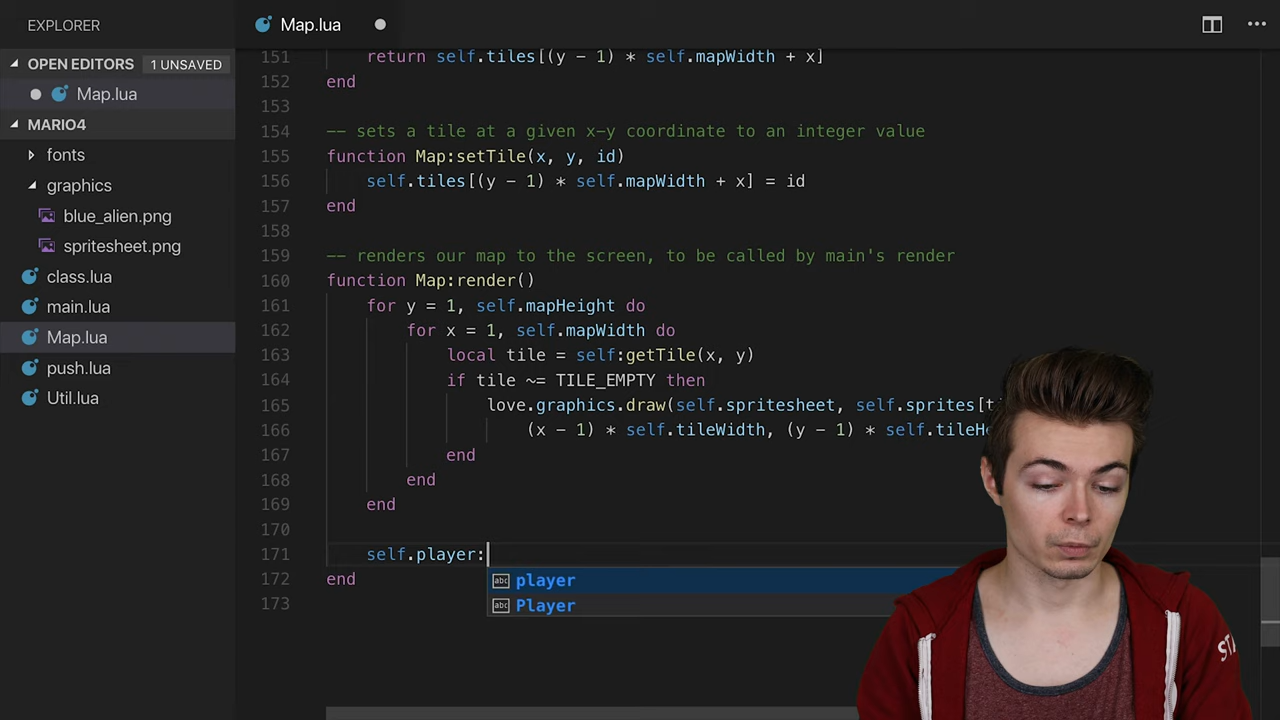 EXPLORER
Map.lua
OPEN EDITORS
1 UNSAVED
Map.lua
MARIO4
fonts
graphics
blue_alien.png
spritesheet.png
class.lua
main.lua
Map.lua
push.lua
Util.lua
151 return self.tiles[(y - 1) * self.mapWidth + x]
152 end
153
154 -- sets a tile at a given x-y coordinate to an integer value
155 function Map:setTile(x, y, id)
156 self.tiles[(y - 1) * self.mapWidth + x] = id
157 end
158
159 -- renders our map to the screen, to be called by main's render
160 function Map:render()
161 for y = 1, self.mapHeight do
162 for x = 1, self.mapWidth do
163 local tile = self:getTile(x, y)
164 if tile ~= TILE_EMPTY then
165 love.graphics.draw(self.spritesheet, self.sprites[
166 (x - 1) * self.tileWidth, (y - 1) *
167 end
168 end
169 end
170
171 self.player:
172 end
173
abc player
abc Player